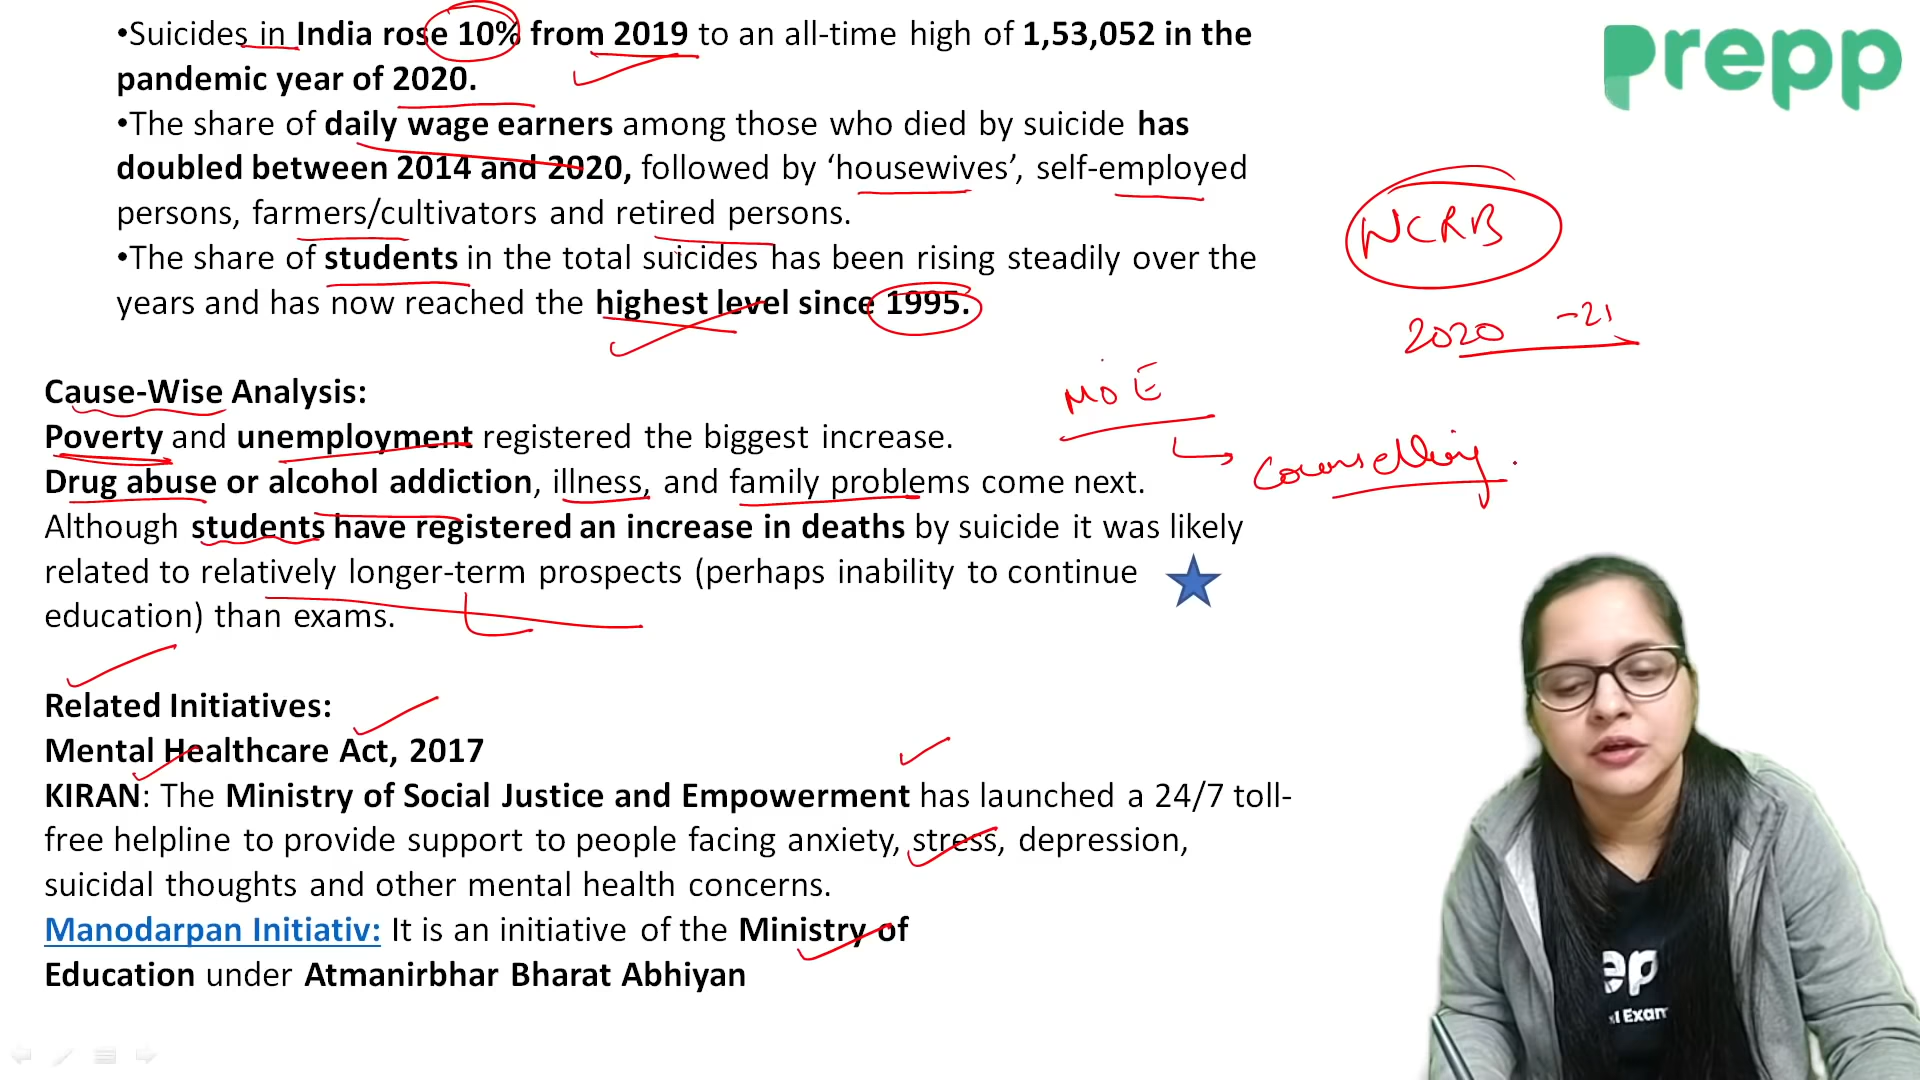 •Suicides in India rose 10% from 2019 to an all-time high of 1,53,052 in the
pandemic year of 2020.
•The share of daily wage earners among those who died by suicide has
doubled between 2014 and 2020, followed by ‘housewives’, self-employed
persons, farmers/cultivators and retired persons.
•The share of students in the total suicides has been rising steadily over the
years and has now reached the highest level since 1995.
Cause-Wise Analysis:
Poverty and unemployment registered the biggest increase.
Drug abuse or alcohol addiction, illness, and family problems come next.
Although students have registered an increase in deaths by suicide it was likely
related to relatively longer-term prospects (perhaps inability to continue
education) than exams.
Related Initiatives:
Mental Healthcare Act, 2017
KIRAN: The Ministry of Social Justice and Empowerment has launched a 24/7 toll-
free helpline to provide support to people facing anxiety, stress, depression,
suicidal thoughts and other mental health concerns.
Manodarpan Initiativ: It is an initiative of the Ministry of
Education under Atmanirbhar Bharat Abhiyan
prepp
NCRB
2020 -21
MoE
Counselling.
ep
l Exam